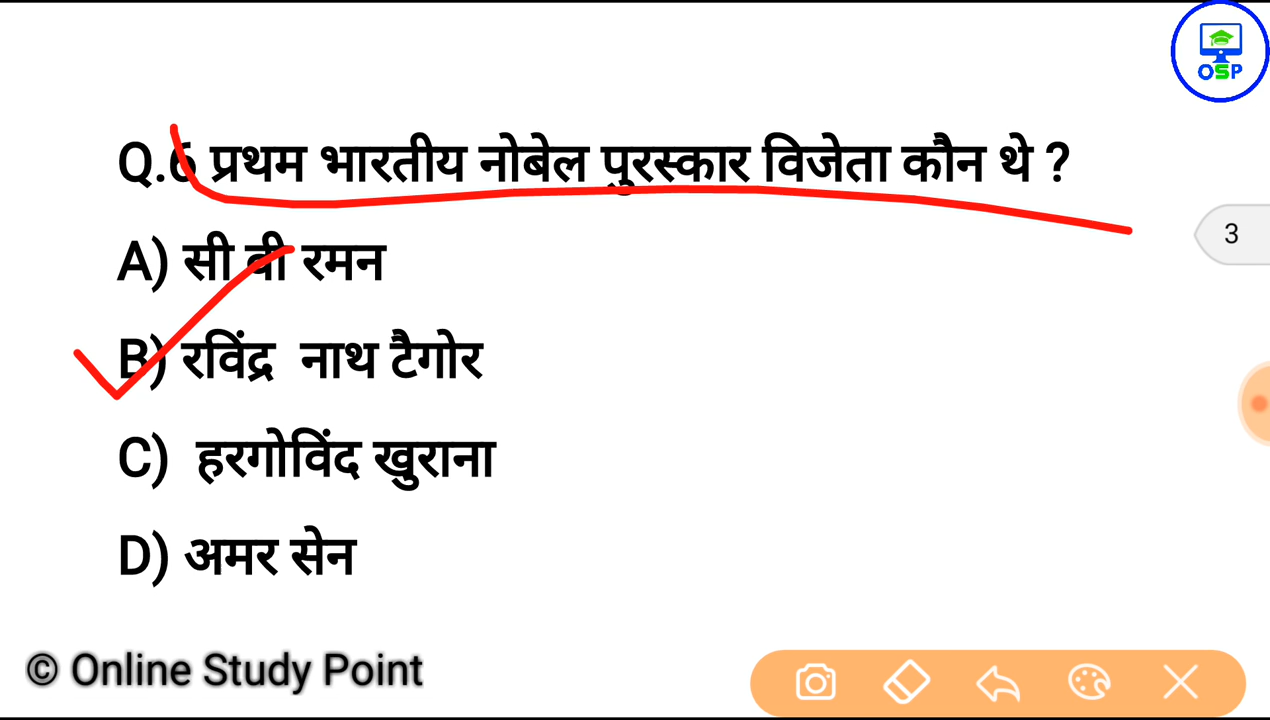 OSP
Q.6 प्रथम भारतीय नोबेल पुरस्कार विजेता कौन थे ?
A) सी वी रमन
3
B) रविंद्र नाथ टैगोर
C) हरगोविंद खुराना
D) अमर सेन
© Online Study Point